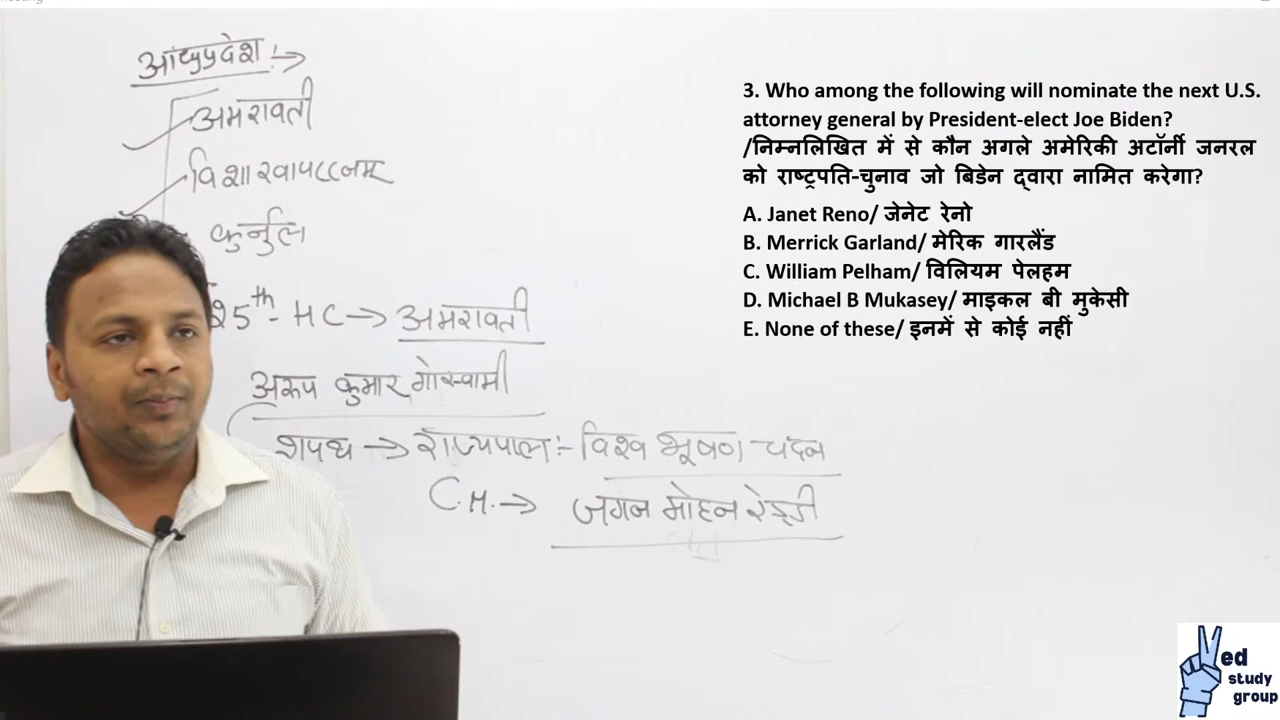 आंध्रप्रदेश :→
अमरावती
विशाखापट्टनम
कुर्नुल
25th - HC → अमरावती
अरूप कुमार गोस्वामी
शपथ → राज्यपाल :- विश्व भूषण चंदन
C.M. → जगन मोहन रेड्डी
3. Who among the following will nominate the next U.S.
attorney general by President-elect Joe Biden?
/निम्नलिखित में से कौन अगले अमेरिकी अटॉर्नी जनरल
को राष्ट्रपति-चुनाव जो बिडेन द्वारा नामित करेगा?
A. Janet Reno/ जेनेट रेनो
B. Merrick Garland/ मेरिक गारलैंड
C. William Pelham/ विलियम पेलहम
D. Michael B Mukasey/ माइकल बी मुकेसी
E. None of these/ इनमें से कोई नहीं
Ved
study
group